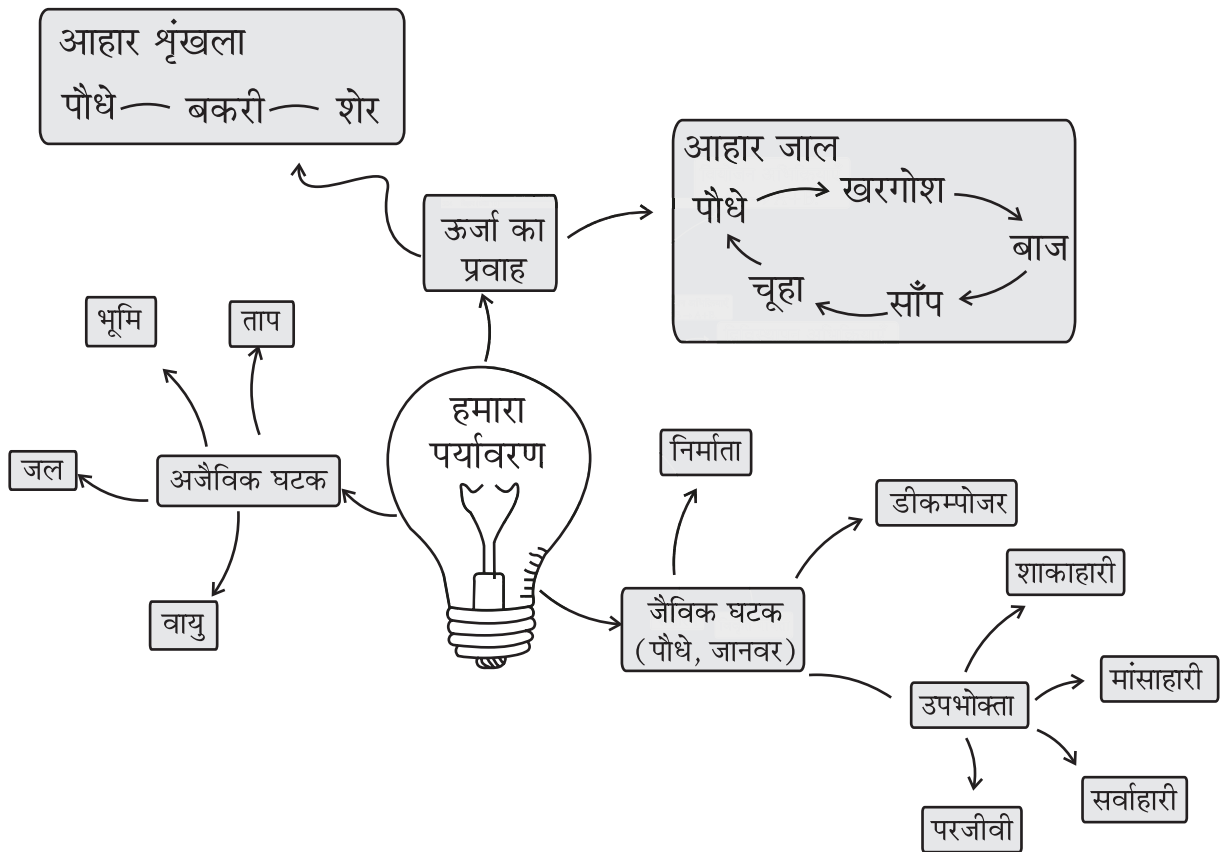 आहार शृंखला
पौधे बकरी शेर
आहार जाल
पौधे खरगोश
बाज
साँप
चूहा
ऊर्जा का
प्रवाह
भूमि
ताप
जल
अजैविक घटक
वायु
हमारा
पर्यावरण
निर्माता
डीकम्पोजर
शाकाहारी
जैविक घटक
(पौधे, जानवर)
उपभोक्ता
मांसाहारी
सर्वाहारी
परजीवी